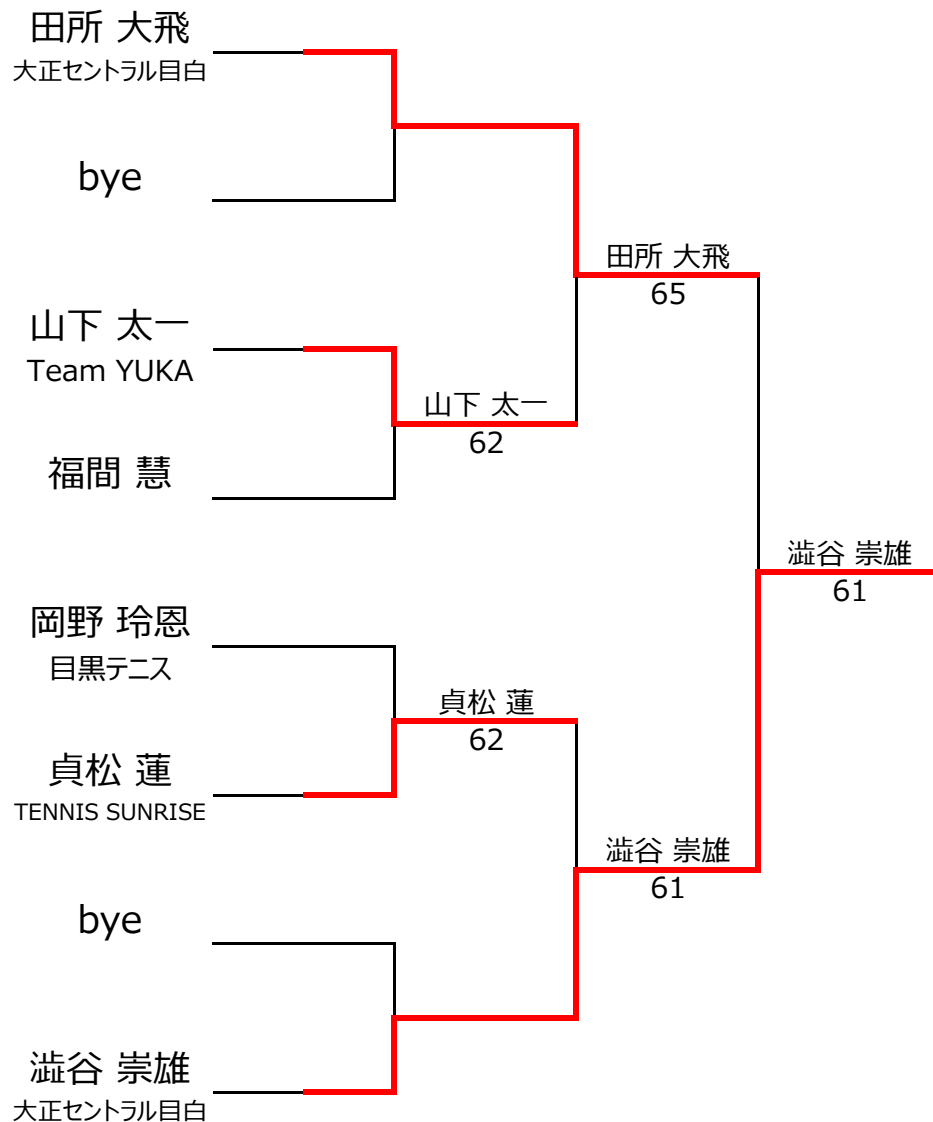 田所 大飛
大正セントラル目白
bye
田所 大飛
65
山下 太一
Team YUKA
山下 太一
62
福間 慧
澁谷 崇雄
61
岡野 玲恩
目黒テニス
貞松 蓮
62
貞松 蓮
TENNIS SUNRISE
澁谷 崇雄
61
bye
澁谷 崇雄
大正セントラル目白